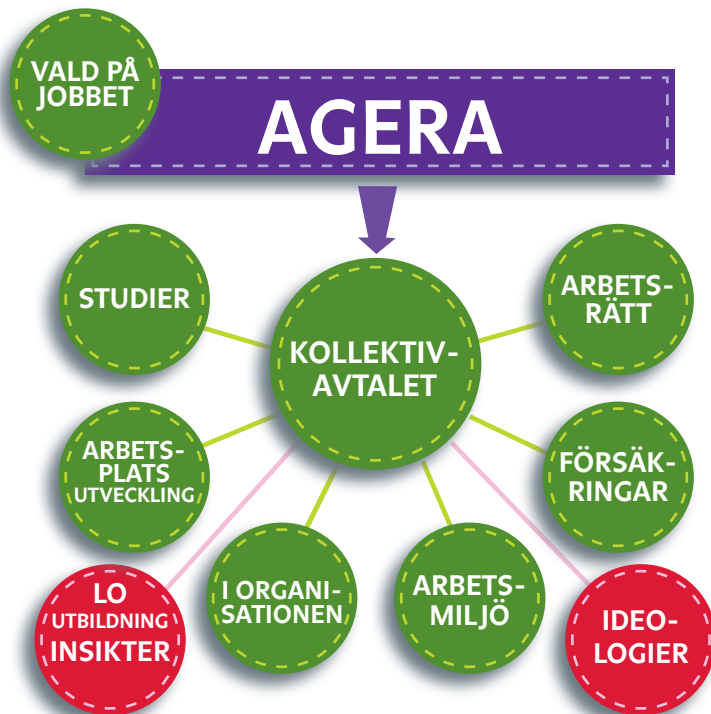 VALD PÅ
JOBBET
AGERA
STUDIER
KOLLEKTIV-
AVTALET
ARBETS-
RÄTT
ARBETS-
PLATS
UTVECKLING
FÖRSÄK-
RINGAR
LO
UTBILDNING
INSIKTER
I ORGANI-
SATIONEN
ARBETS-
MILJÖ
IDEO-
LOGIER